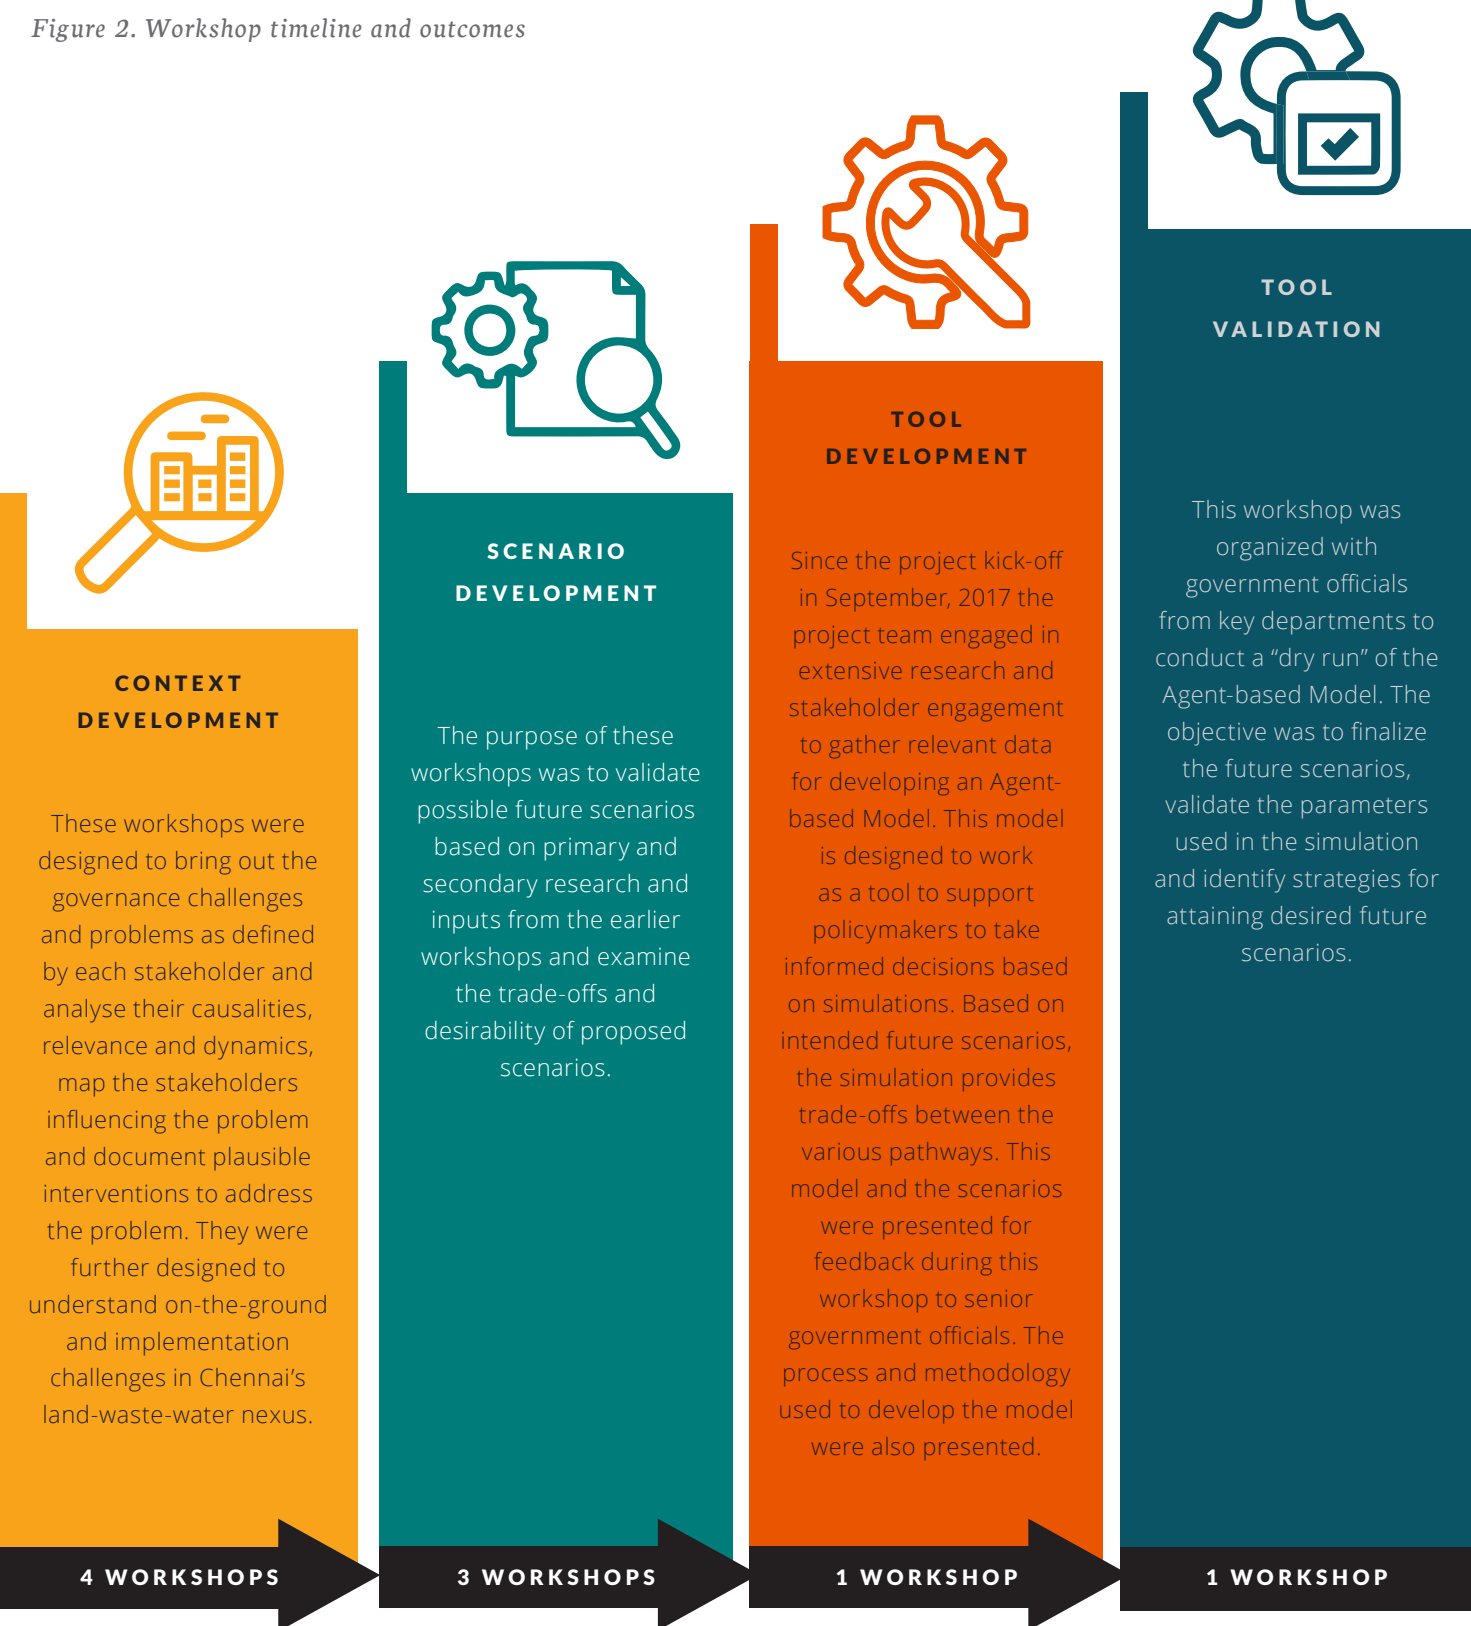 Figure 2. Workshop timeline and outcomes
CONTEXT
DEVELOPMENT
These workshops were
designed to bring out the
governance challenges
and problems as defined
by each stakeholder and
analyse their causalities,
relevance and dynamics,
map the stakeholders
influencing the problem
and document plausible
interventions to address
the problem. They were
further designed to
understand on-the-ground
and implementation
challenges in Chennai’s
land-waste-water nexus.
4 WORKSHOPS
SCENARIO
DEVELOPMENT
The purpose of these
workshops was to validate
possible future scenarios
based on primary and
secondary research and
inputs from the earlier
workshops and examine
the trade-offs and
desirability of proposed
scenarios.
3 WORKSHOPS
TOOL
DEVELOPMENT
Since the project kick-off
in September, 2017 the
project team engaged in
extensive research and
stakeholder engagement
to gather relevant data
for developing an Agent-
based Model. This model
is designed to work
as a tool to support
policymakers to take
informed decisions based
on simulations. Based on
intended future scenarios,
the simulation provides
trade-offs between the
various pathways. This
model and the scenarios
were presented for
feedback during this
workshop to senior
government officials. The
process and methodology
used to develop the model
were also presented.
1 WORKSHOP
TOOL
VALIDATION
This workshop was
organized with
government officials
from key departments to
conduct a “dry run” of the
Agent-based Model. The
objective was to finalize
the future scenarios,
validate the parameters
used in the simulation
and identify strategies for
attaining desired future
scenarios.
1 WORKSHOP